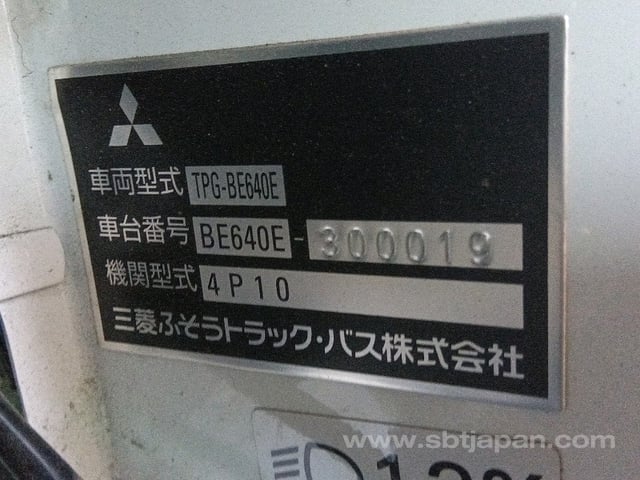 車両型式 TPG-BE640E
車台番号 BE640E-300019
機関型式 4P10
三菱ふそうトラック・バス株式会社
www.sbtjapan.com